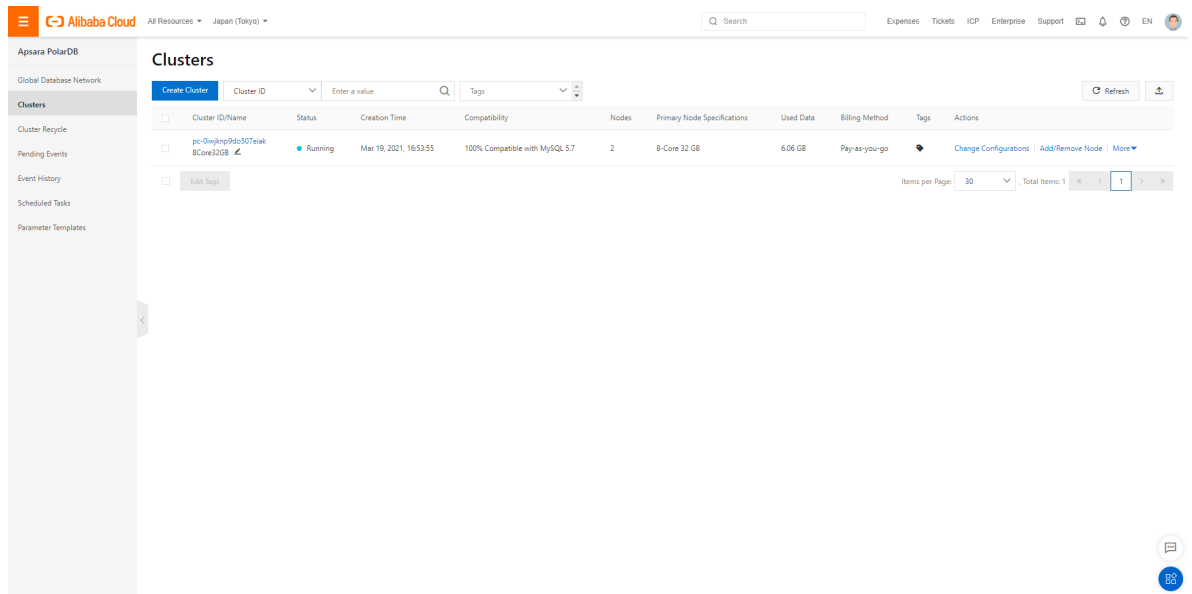 Alibaba Cloud All Resources Japan (Tokyo) Search Expenses Tickets ICP Enterprise Support EN
Apsara PolarDB
Global Database Network
Clusters
Cluster Recycle
Pending Events
Event History
Scheduled Tasks
Parameter Templates
Clusters
Create Cluster Cluster ID Enter a value Tags Refresh
Cluster ID/Name Status Creation Time Compatibility Nodes Primary Node Specifications Used Data Billing Method Tags Actions
pc-0iwjknp9do507eiak
8Core32GB
Running Mar 19, 2021, 16:53:55 100% Compatible with MySQL 5.7 2 8-Core 32 GB 6.06 GB Pay-as-you-go Change Configurations Add/Remove Node More
Edit Tags Items per Page: 30 , Total Items: 1 « ‹ 1 › »